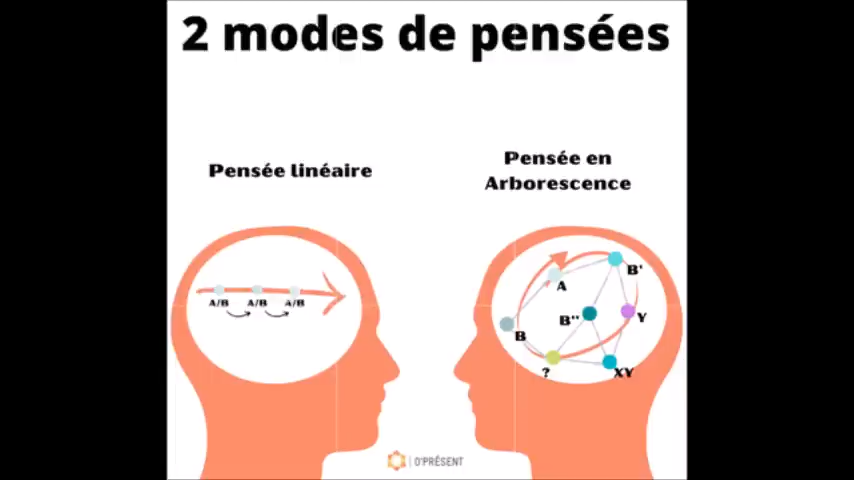 2 modes de pensées
Pensée linéaire
Pensée en
Arborescence
A/B A/B A/B
B'
A
B"
Y
B
?
XY
O'PRÉSENT